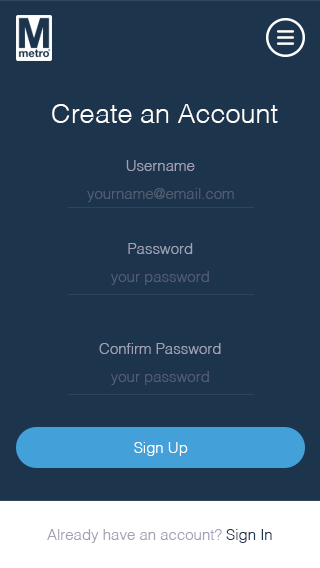 M
metro
Create an Account
Username
yourname@email.com
Password
your password
Confirm Password
your password
Sign Up
Already have an account? Sign In